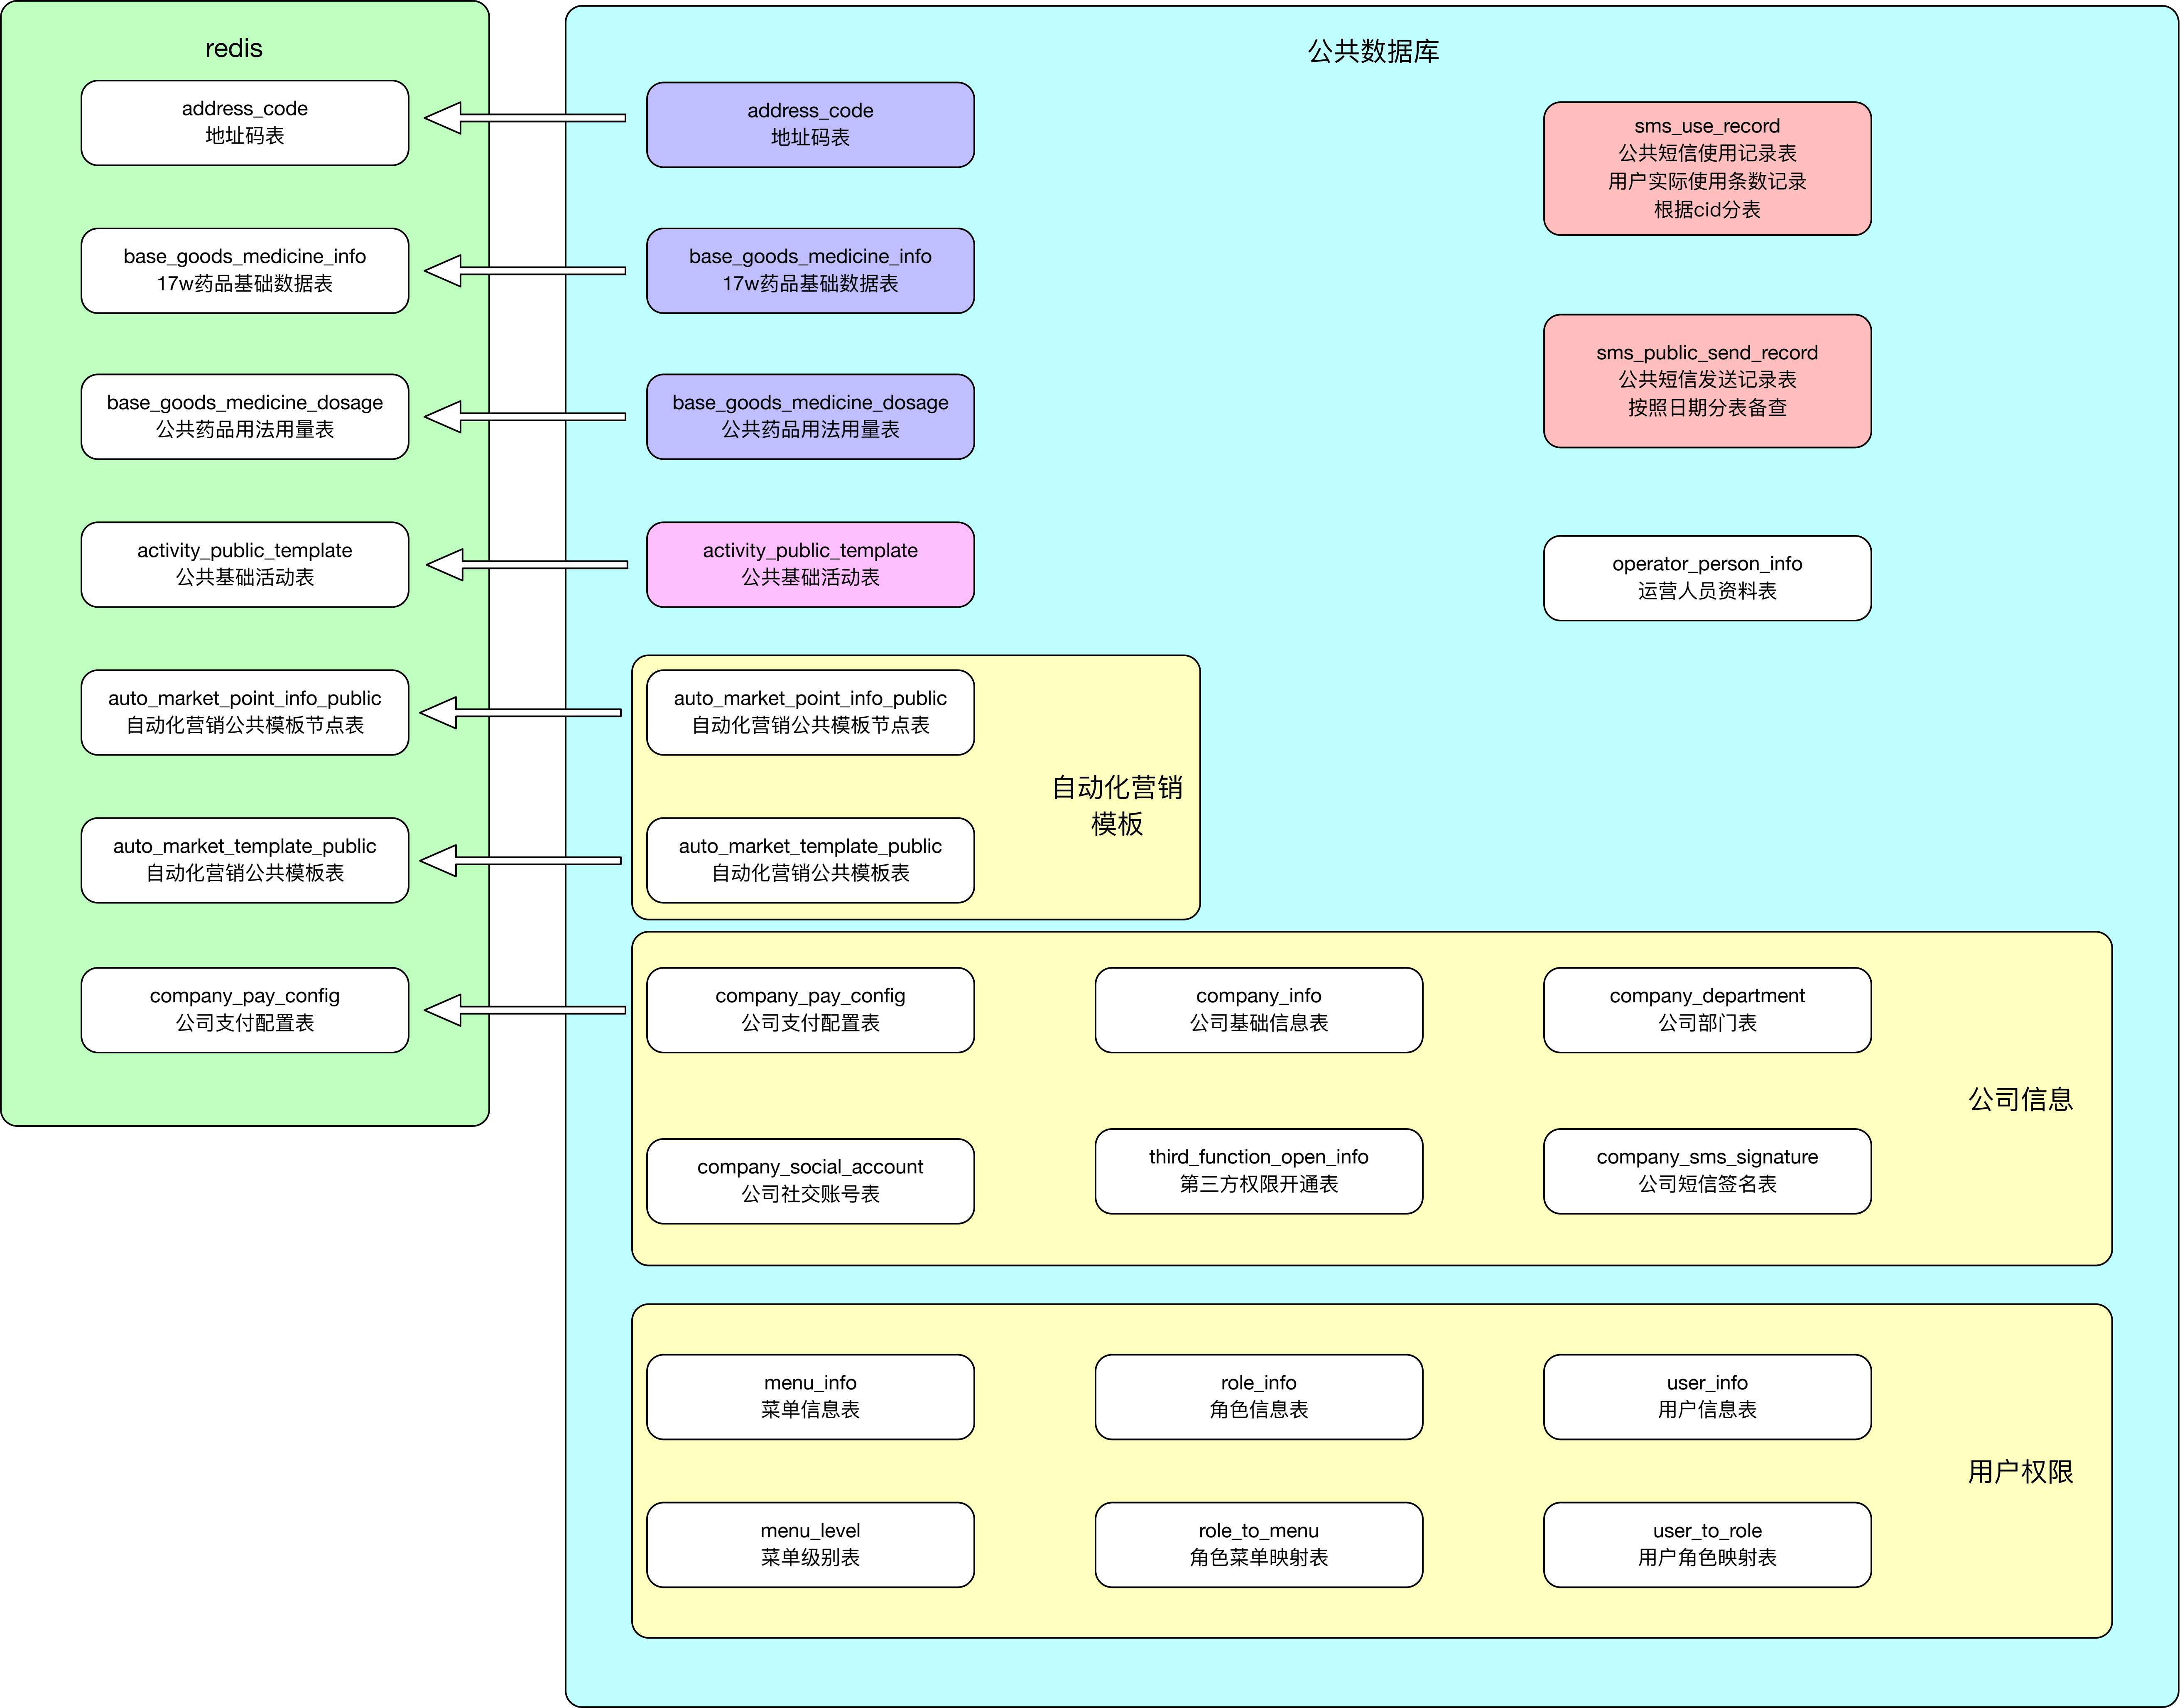 redis
address_code
地址码表
base_goods_medicine_info
17w药品基础数据表
base_goods_medicine_dosage
公共药品用法用量表
activity_public_template
公共基础活动表
auto_market_point_info_public
自动化营销公共模板节点表
auto_market_template_public
自动化营销公共模板表
company_pay_config
公司支付配置表
公共数据库
address_code
地址码表
base_goods_medicine_info
17w药品基础数据表
base_goods_medicine_dosage
公共药品用法用量表
activity_public_template
公共基础活动表
sms_use_record
公共短信使用记录表
用户实际使用条数记录
根据cid分表
sms_public_send_record
公共短信发送记录表
按照日期分表备查
operator_person_info
运营人员资料表
auto_market_point_info_public
自动化营销公共模板节点表
auto_market_template_public
自动化营销公共模板表
自动化营销
模板
company_pay_config
公司支付配置表
company_info
公司基础信息表
company_department
公司部门表
company_social_account
公司社交账号表
third_function_open_info
第三方权限开通表
company_sms_signature
公司短信签名表
公司信息
menu_info
菜单信息表
role_info
角色信息表
user_info
用户信息表
menu_level
菜单级别表
role_to_menu
角色菜单映射表
user_to_role
用户角色映射表
用户权限